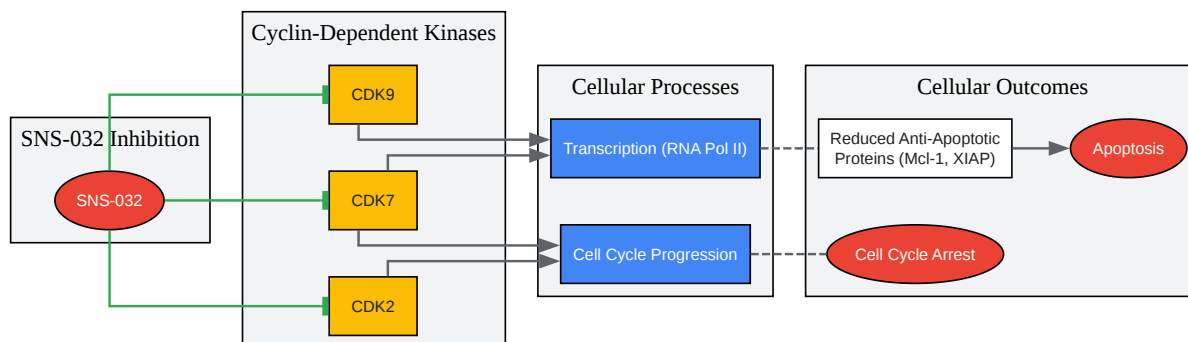 SNS-032 Inhibition
SNS-032
Cyclin-Dependent Kinases
CDK9
CDK7
CDK2
Cellular Processes
Transcription (RNA Pol II)
Cell Cycle Progression
Cellular Outcomes
Reduced Anti-Apoptotic
Proteins (Mcl-1, XIAP)
Apoptosis
Cell Cycle Arrest